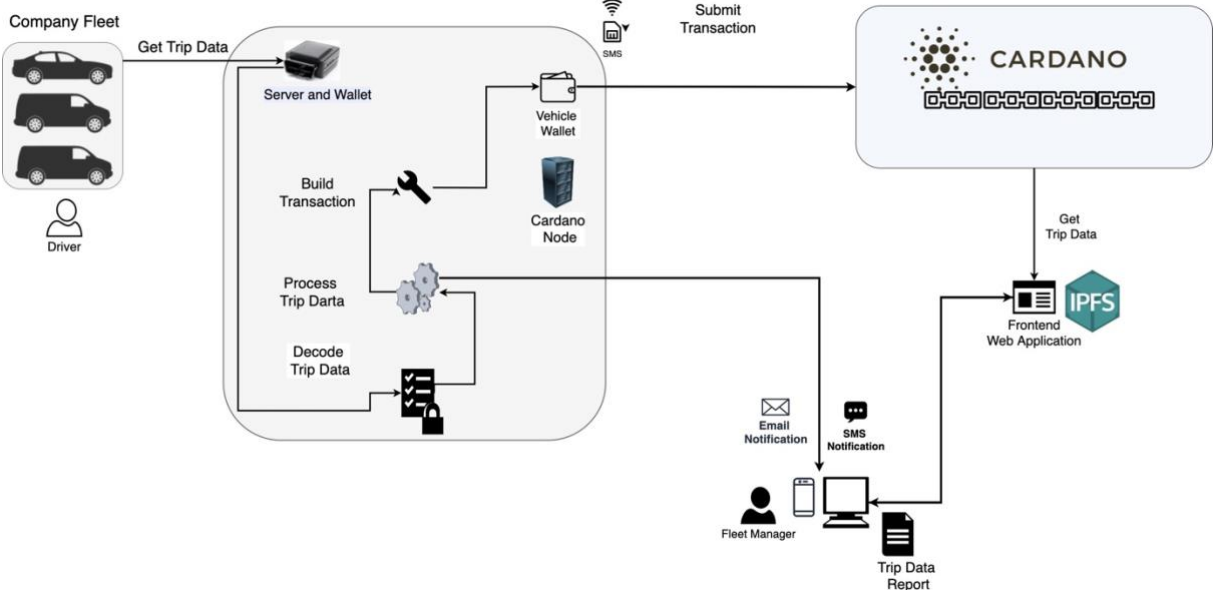 Company Fleet
Get Trip Data
Driver
Server and Wallet
Build
Transaction
Process
Trip Darta
Decode
Trip Data
Vehicle
Wallet
Cardano
Node
SMS
Submit
Transaction
CARDANO
Get
Trip Data
IPFS
Frontend
Web Application
Email
Notification
SMS
Notification
Fleet Manager
Trip Data
Report